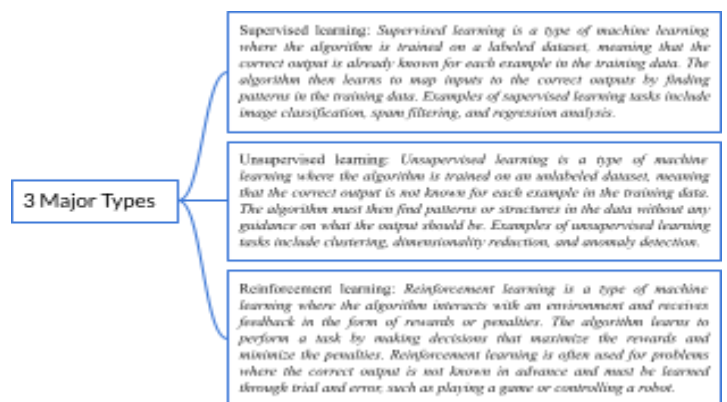 3 Major Types
Supervised learning: Supervised learning is a type of machine learning
where the algorithm is trained on a labeled dataset, meaning that the
correct output is already known for each example in the training data. The
algorithm then learns to map inputs to the correct outputs by finding
patterns in the training data. Examples of supervised learning tasks include
image classification, spam filtering, and regression analysis.
Unsupervised learning: Unsupervised learning is a type of machine
learning where the algorithm is trained on an unlabeled dataset, meaning
that the correct output is not known for each example in the training data.
The algorithm must then find patterns or structures in the data without any
guidance on what the output should be. Examples of unsupervised learning
tasks include clustering, dimensionality reduction, and anomaly detection.
Reinforcement learning: Reinforcement learning is a type of machine
learning where the algorithm interacts with an environment and receives
feedback in the form of rewards or penalties. The algorithm learns to
perform a task by making decisions that maximize the rewards and
minimize the penalties. Reinforcement learning is often used for problems
where the correct output is not known in advance and must be learned
through trial and error, such as playing a game or controlling a robot.